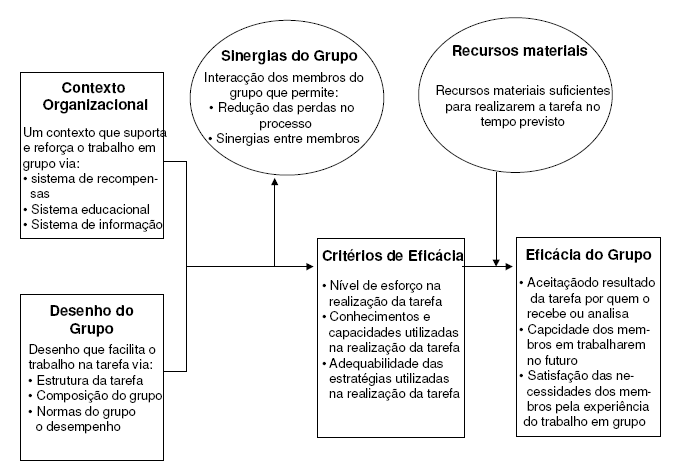 Contexto
Organizacional
Um contexto que suporta
e reforça o trabalho em
grupo via:
• sistema de recompen-
sas
• Sistema educacional
• Sistema de informação
Desenho do
Grupo
Desenho que facilita o
trabalho na tarefa via:
• Estrutura da tarefa
• Composição do grupo
• Normas do grupo
o desempenho
Sinergias do Grupo
Interacção dos membros do
grupo que permite:
• Redução das perdas no
processo
• Sinergias entre membros
Recursos materiais
Recursos materiais suficientes
para realizarem a tarefa no
tempo previsto
Critérios de Eficácia
• Nível de esforço na
realização da tarefa
• Conhecimentos e
capacidades utilizadas
na realização da tarefa
• Adequabilidade das
estratégias utilizadas
na realização da tarefa
Eficácia do Grupo
• Aceitaçãodo resultado
da tarefa por quem o
recebe ou analisa
• Capcidade dos mem-
bros em trabalharem
no futuro
• Satisfação das ne-
cessidades dos mem-
bros pela experiência
do trabalho em grupo